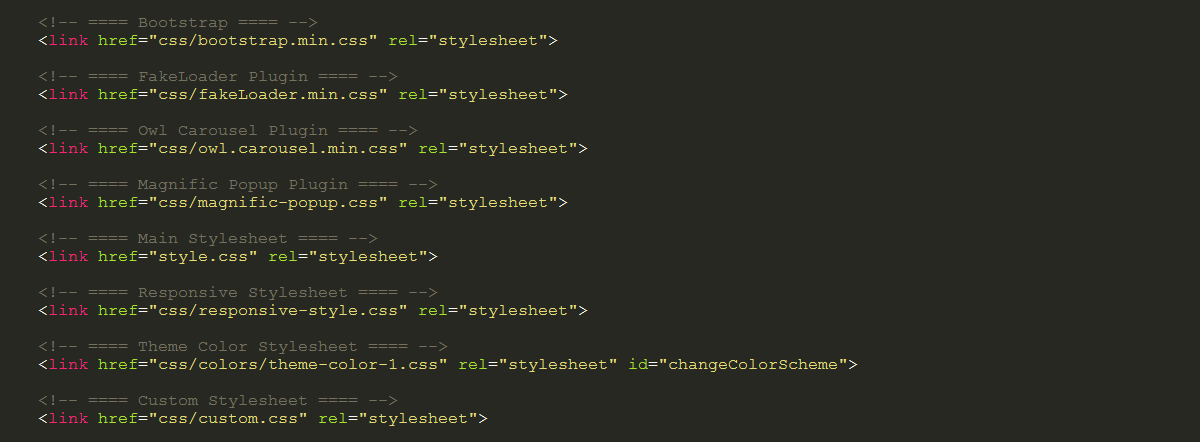 <!-- ==== Bootstrap ==== -->
<link href="css/bootstrap.min.css" rel="stylesheet">
<!-- ==== FakeLoader Plugin ==== -->
<link href="css/fakeLoader.min.css" rel="stylesheet">
<!-- ==== Owl Carousel Plugin ==== -->
<link href="css/owl.carousel.min.css" rel="stylesheet">
<!-- ==== Magnific Popup Plugin ==== -->
<link href="css/magnific-popup.css" rel="stylesheet">
<!-- ==== Main Stylesheet ==== -->
<link href="style.css" rel="stylesheet">
<!-- ==== Responsive Stylesheet ==== -->
<link href="css/responsive-style.css" rel="stylesheet">
<!-- ==== Theme Color Stylesheet ==== -->
<link href="css/colors/theme-color-1.css" rel="stylesheet" id="changeColorScheme">
<!-- ==== Custom Stylesheet ==== -->
<link href="css/custom.css" rel="stylesheet">